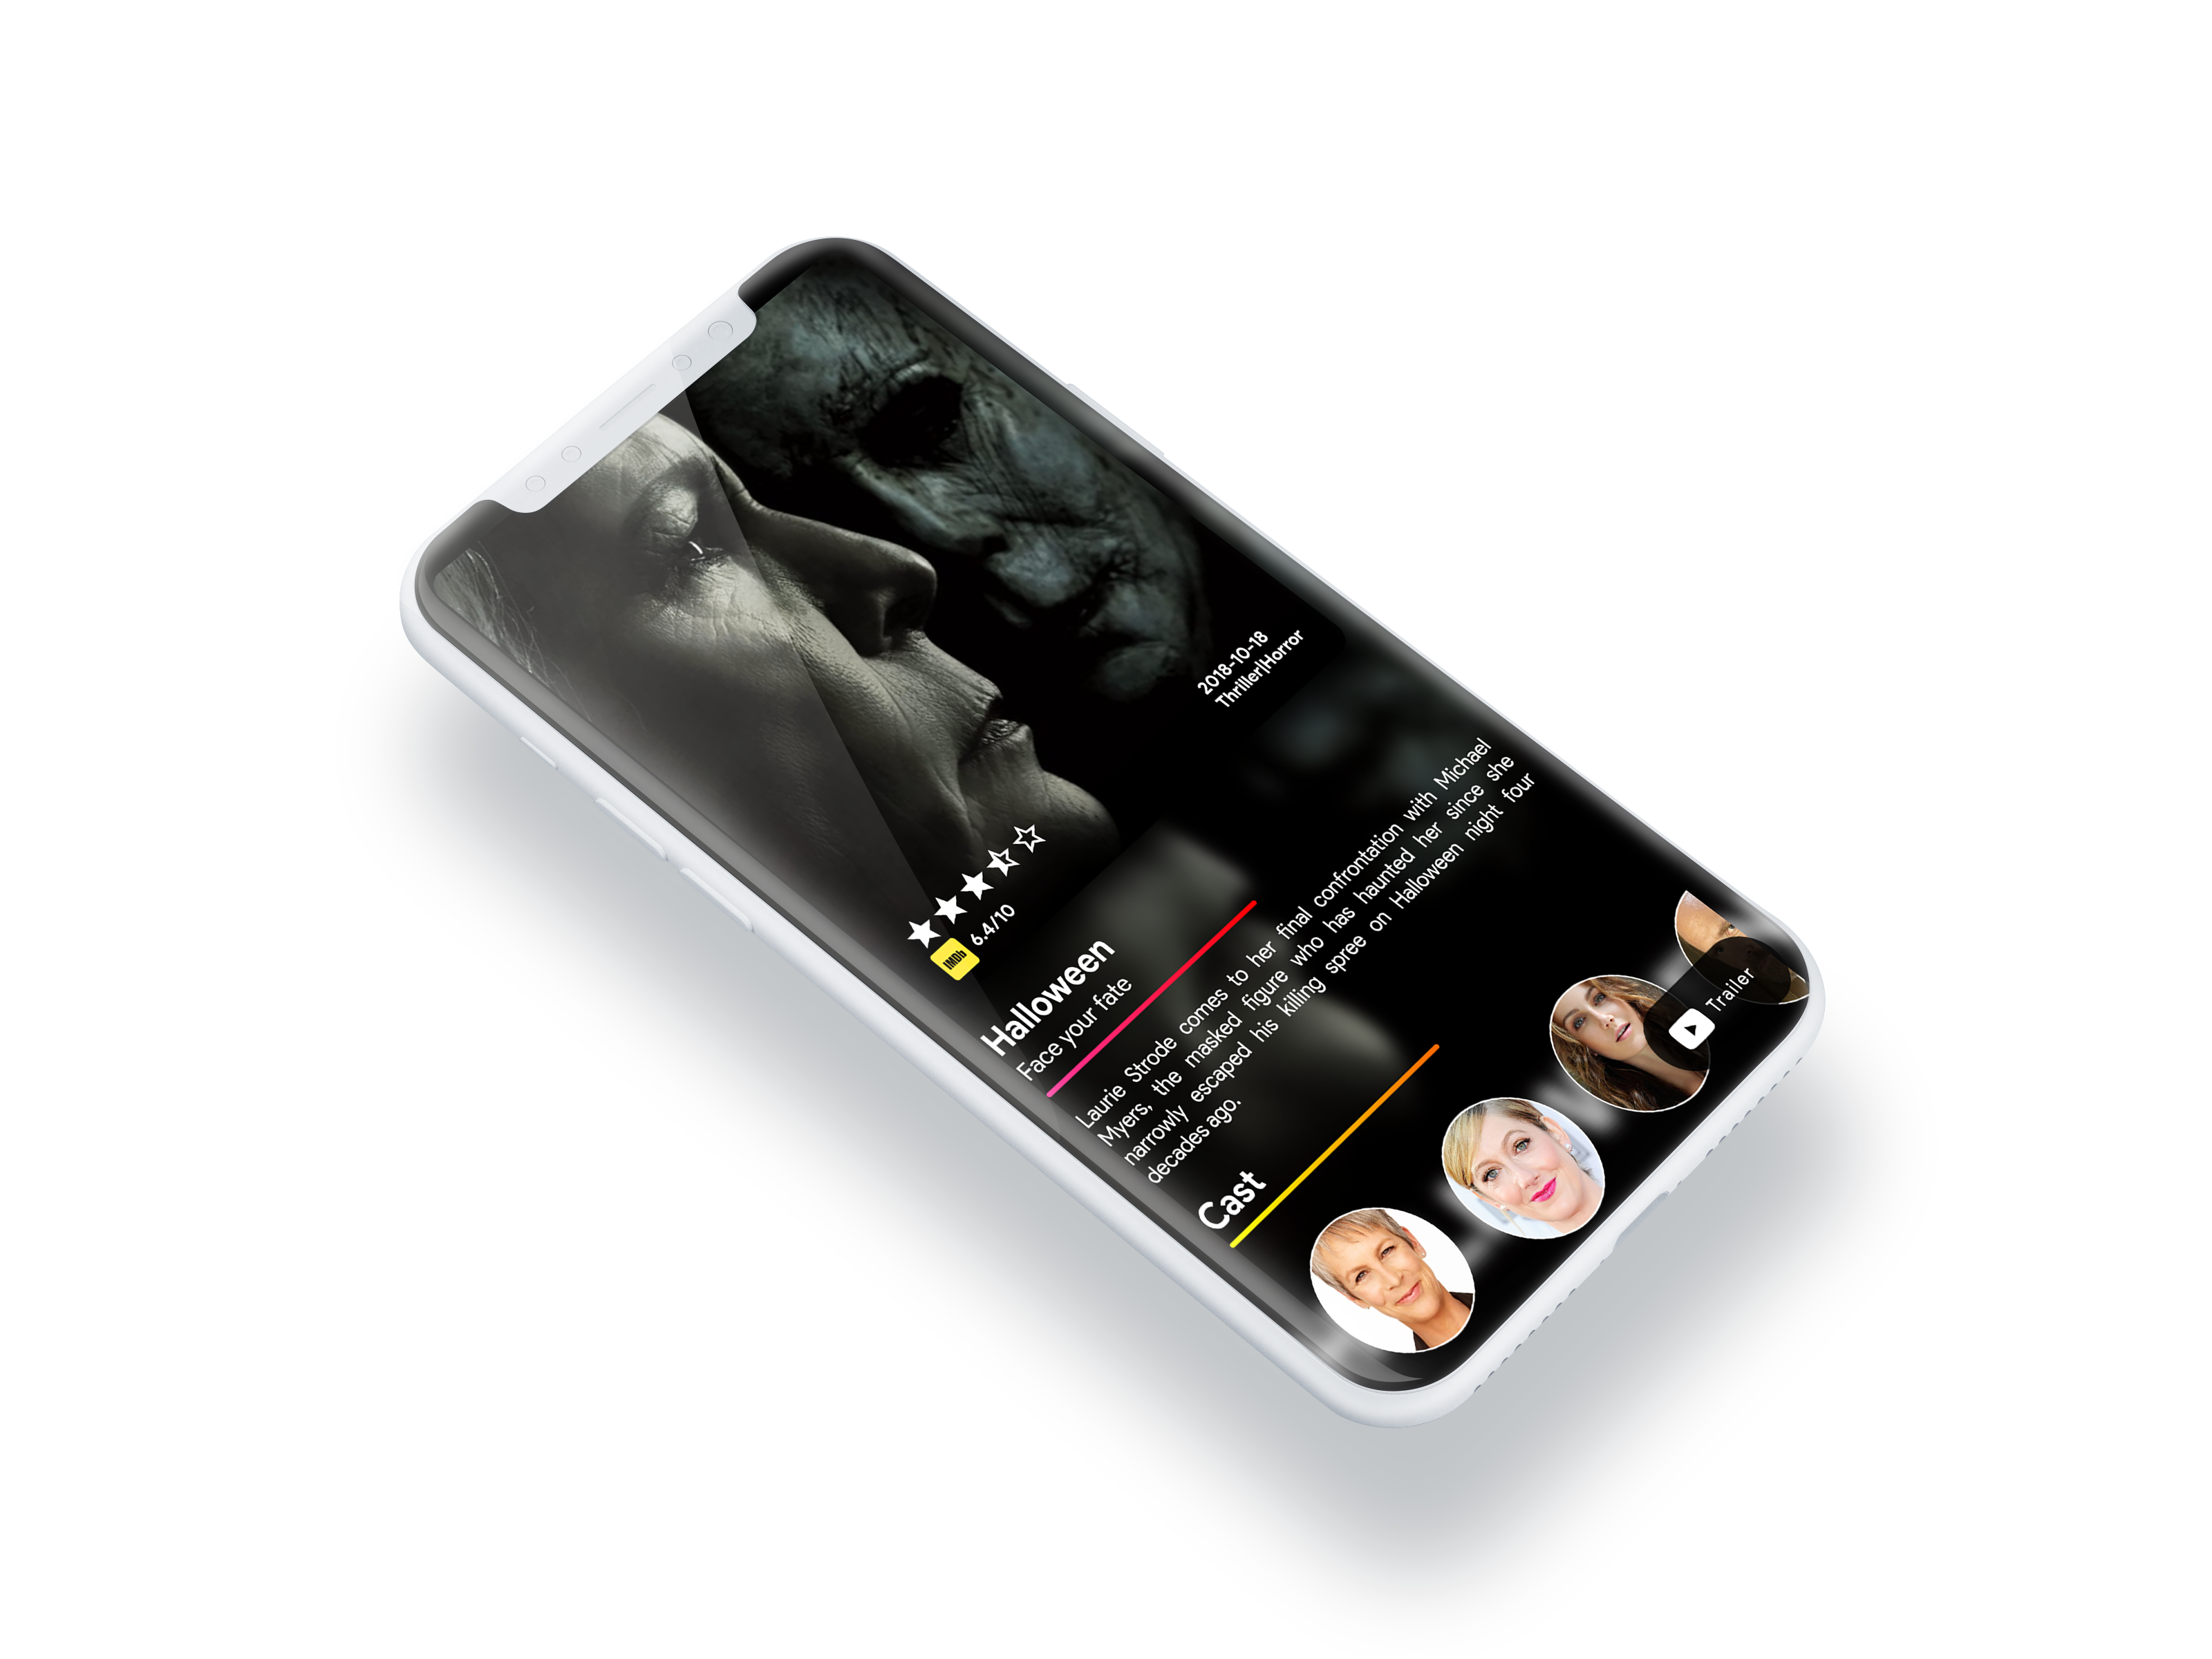 2018-10-18
Thriller|Horror
IMDb 6.4/10
Halloween
Face your fate
Laurie Strode comes to her final confrontation with Michael
Myers, the masked figure who has haunted her since she
narrowly escaped his killing spree on Halloween night four
decades ago.
Cast
Trailer